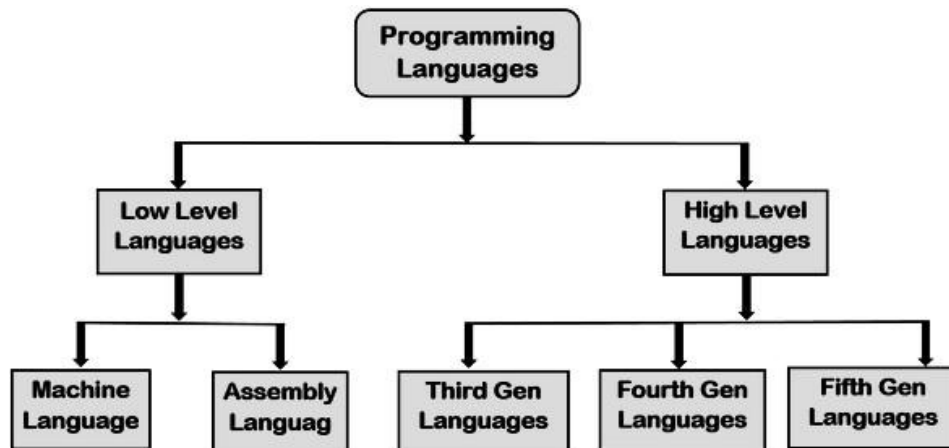 Programming
Languages
Low Level
Languages
High Level
Languages
Machine
Language
Assembly
Languag
Third Gen
Languages
Fourth Gen
Languages
Fifth Gen
Languages